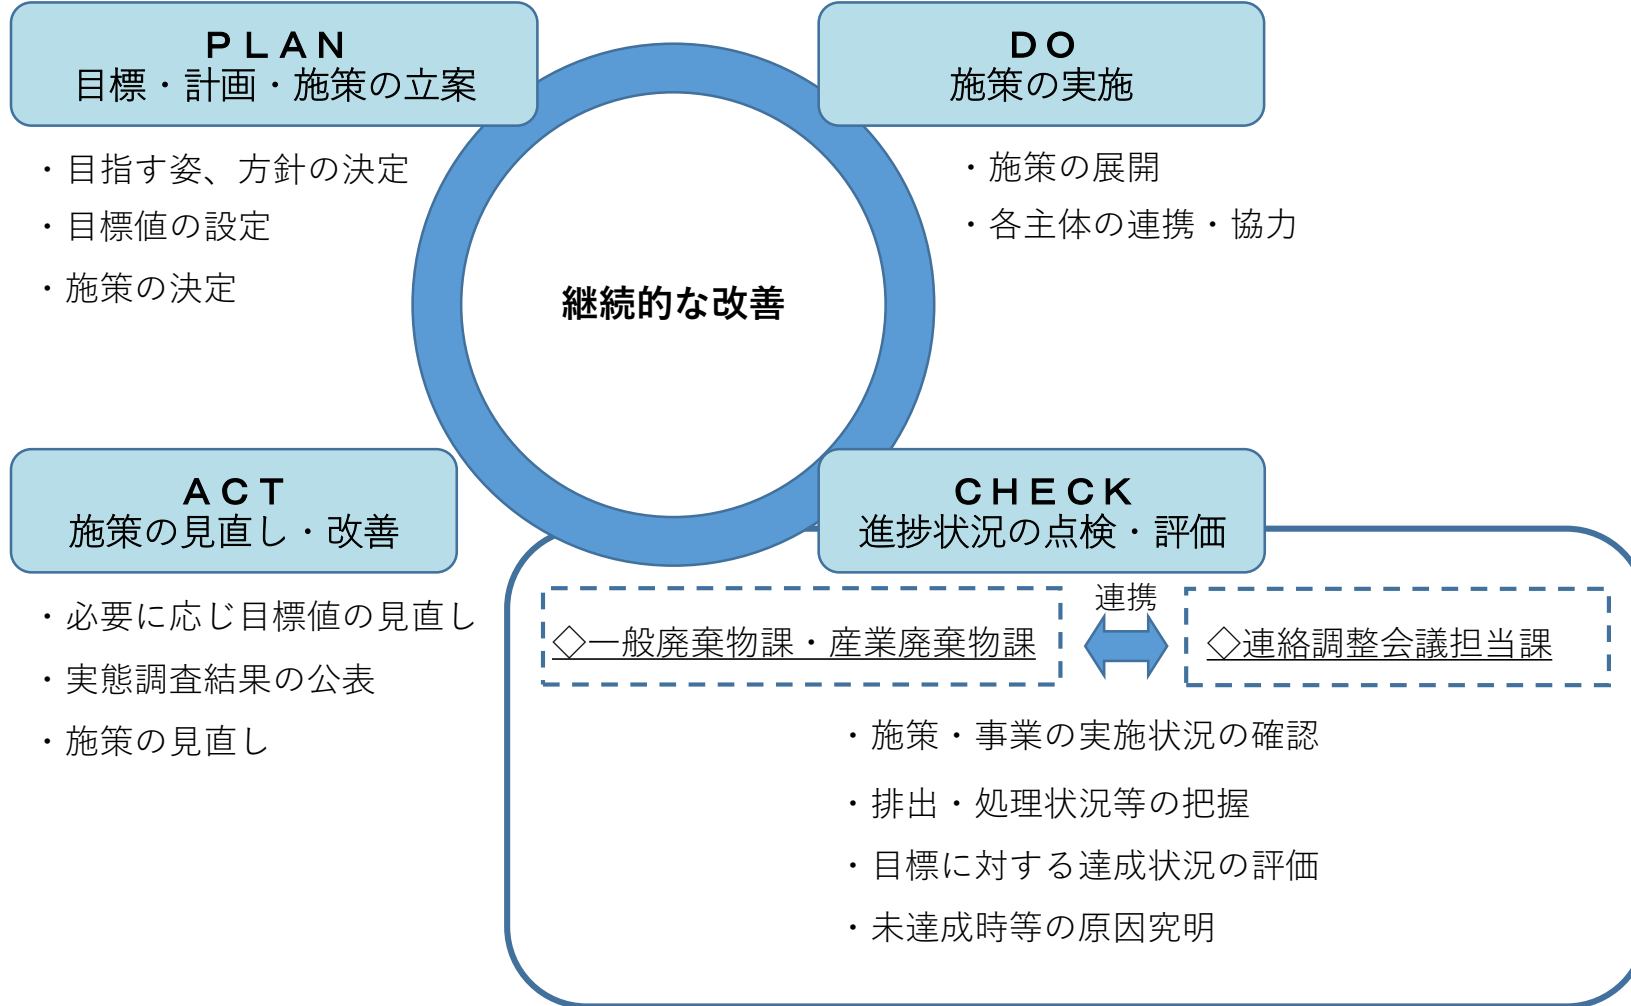 ＰＬＡＮ
目標・計画・施策の立案
・目指す姿、方針の決定
・目標値の設定
・施策の決定
ＤＯ
施策の実施
・施策の展開
・各主体の連携・協力
継続的な改善
ＡＣＴ
施策の見直し・改善
・必要に応じ目標値の見直し
・実態調査結果の公表
・施策の見直し
ＣＨＥＣＫ
進捗状況の点検・評価
◇一般廃棄物課・産業廃棄物課
連携
◇連絡調整会議担当課
・施策・事業の実施状況の確認
・排出・処理状況等の把握
・目標に対する達成状況の評価
・未達成時等の原因究明